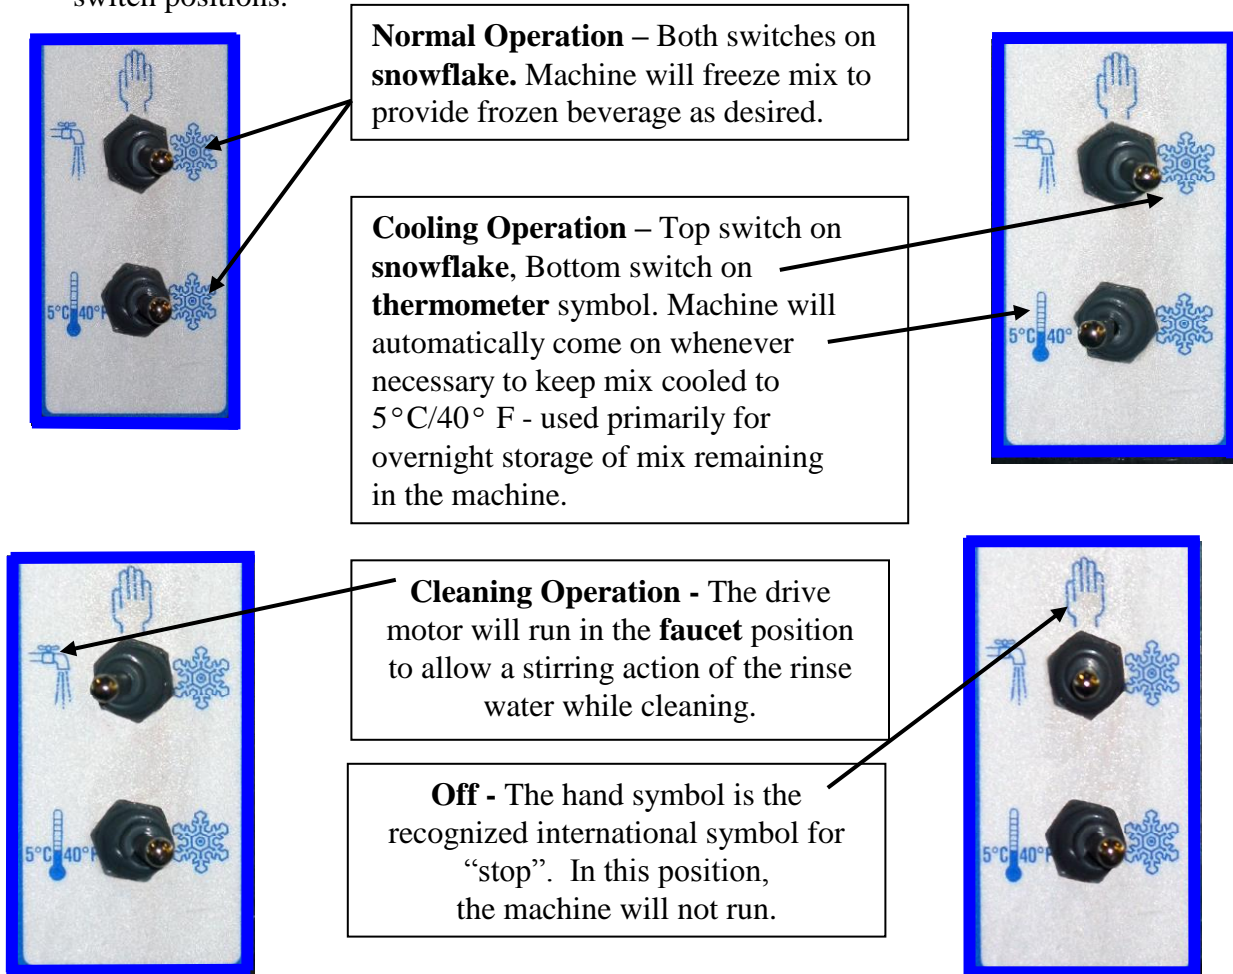 switch positions.
Normal Operation – Both switches on
snowflake. Machine will freeze mix to
provide frozen beverage as desired.
5°C 40°F
Cooling Operation – Top switch on
snowflake, Bottom switch on
thermometer symbol. Machine will
automatically come on whenever
necessary to keep mix cooled to
5°C/40° F - used primarily for
overnight storage of mix remaining
in the machine.
5°C 40°
Cleaning Operation - The drive
motor will run in the faucet position
to allow a stirring action of the rinse
water while cleaning.
5°C 40°F
Off - The hand symbol is the
recognized international symbol for
“stop”. In this position,
the machine will not run.
5°C 40°F